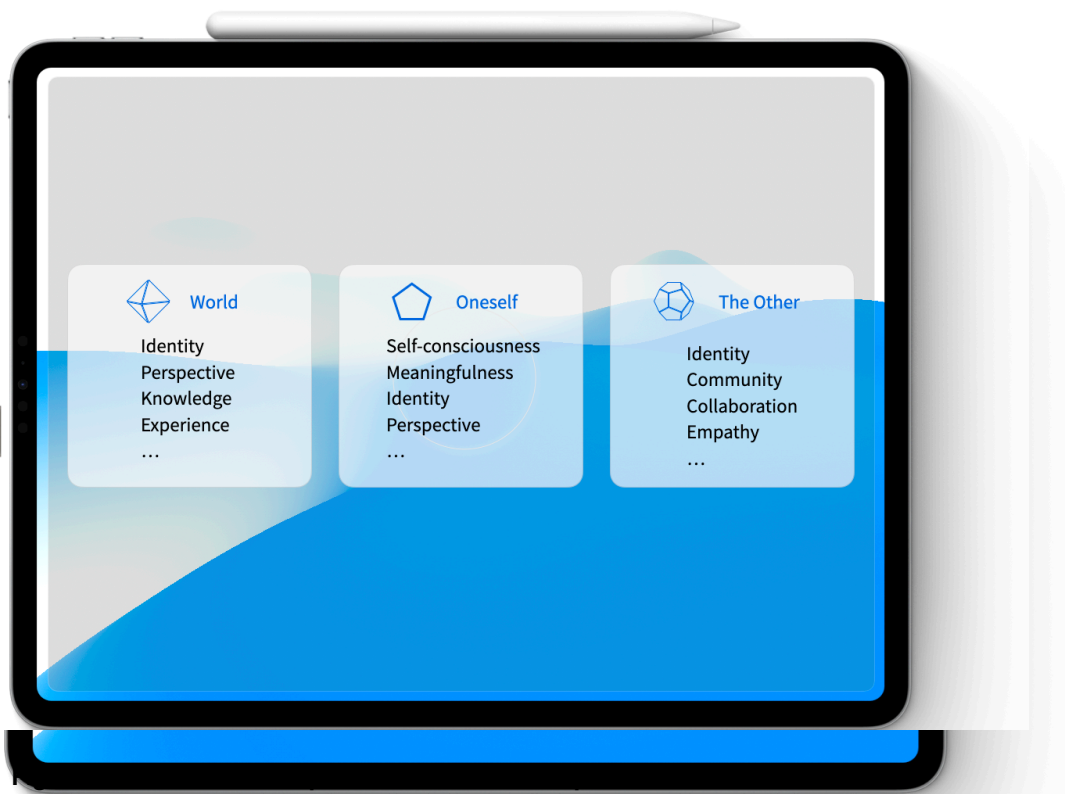 World
Identity
Perspective
Knowledge
Experience
...
Oneself
Self-consciousness
Meaningfulness
Identity
Perspective
...
The Other
Identity
Community
Collaboration
Empathy
...